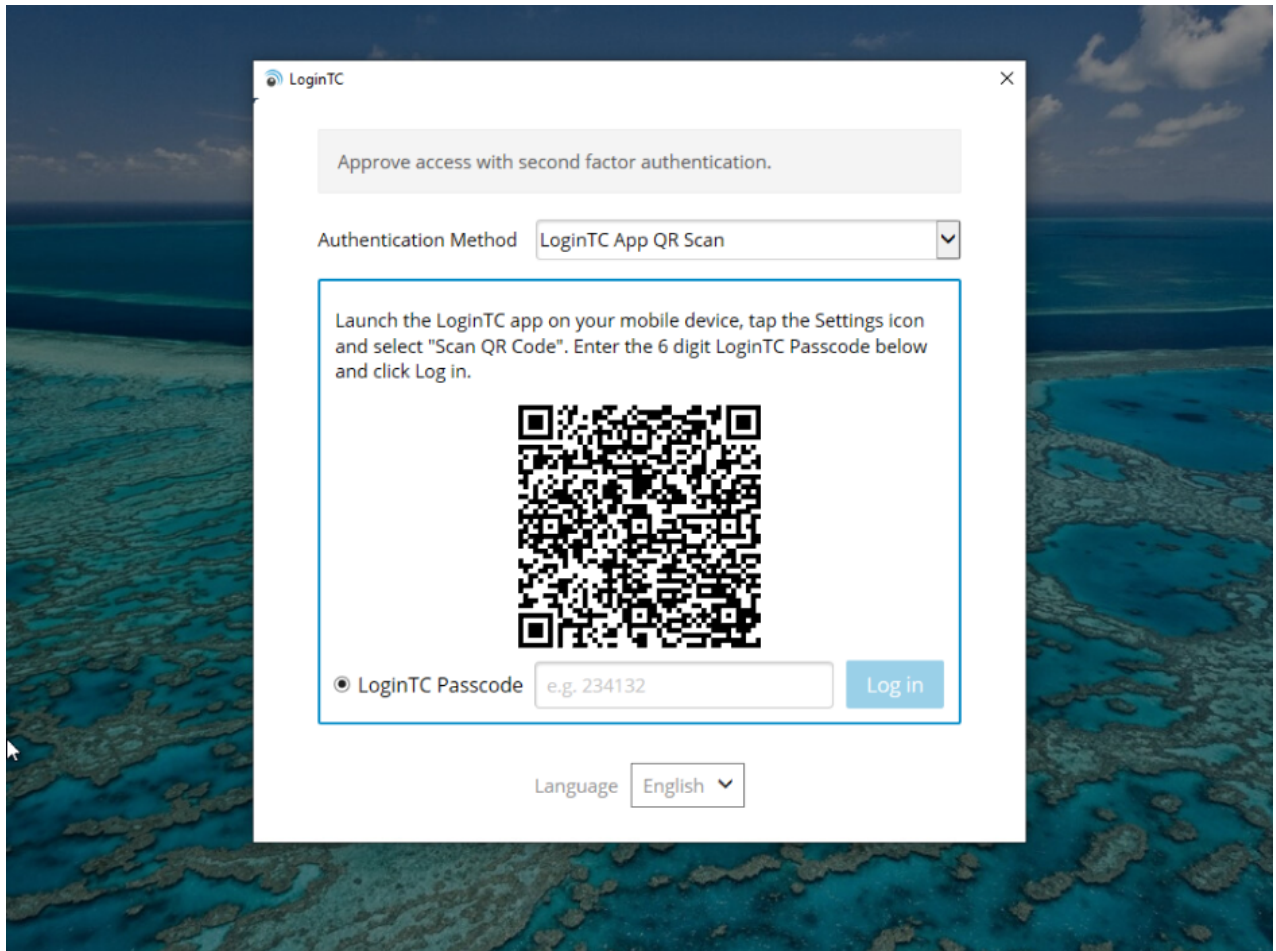 LoginTC
Approve access with second factor authentication.
Authentication Method LoginTC App QR Scan
Launch the LoginTC app on your mobile device, tap the Settings icon
and select "Scan QR Code". Enter the 6 digit LoginTC Passcode below
and click Log in.
LoginTC Passcode e.g. 234132 Log in
Language English